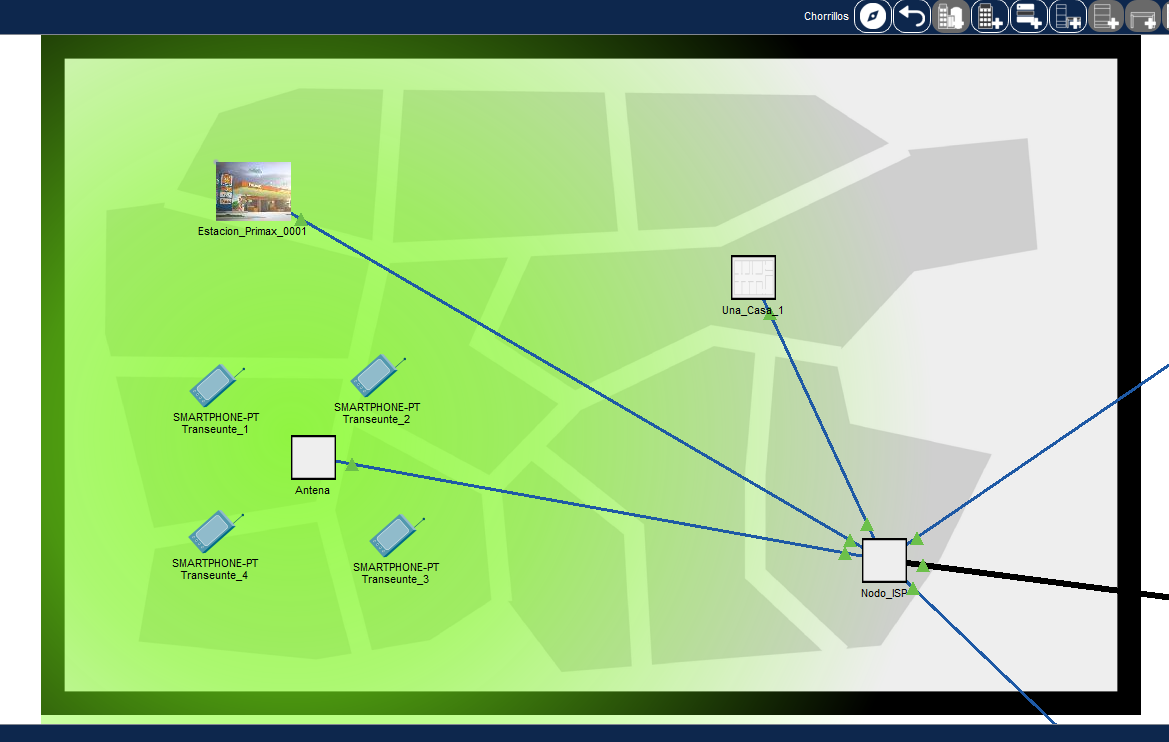 Chorrillos
Estacion_Primax_0001
Una_Casa_1
SMARTPHONE-PT
Transeunte_1
SMARTPHONE-PT
Transeunte_2
Antena
SMARTPHONE-PT
Transeunte_4
SMARTPHONE-PT
Transeunte_3
Nodo_ISP